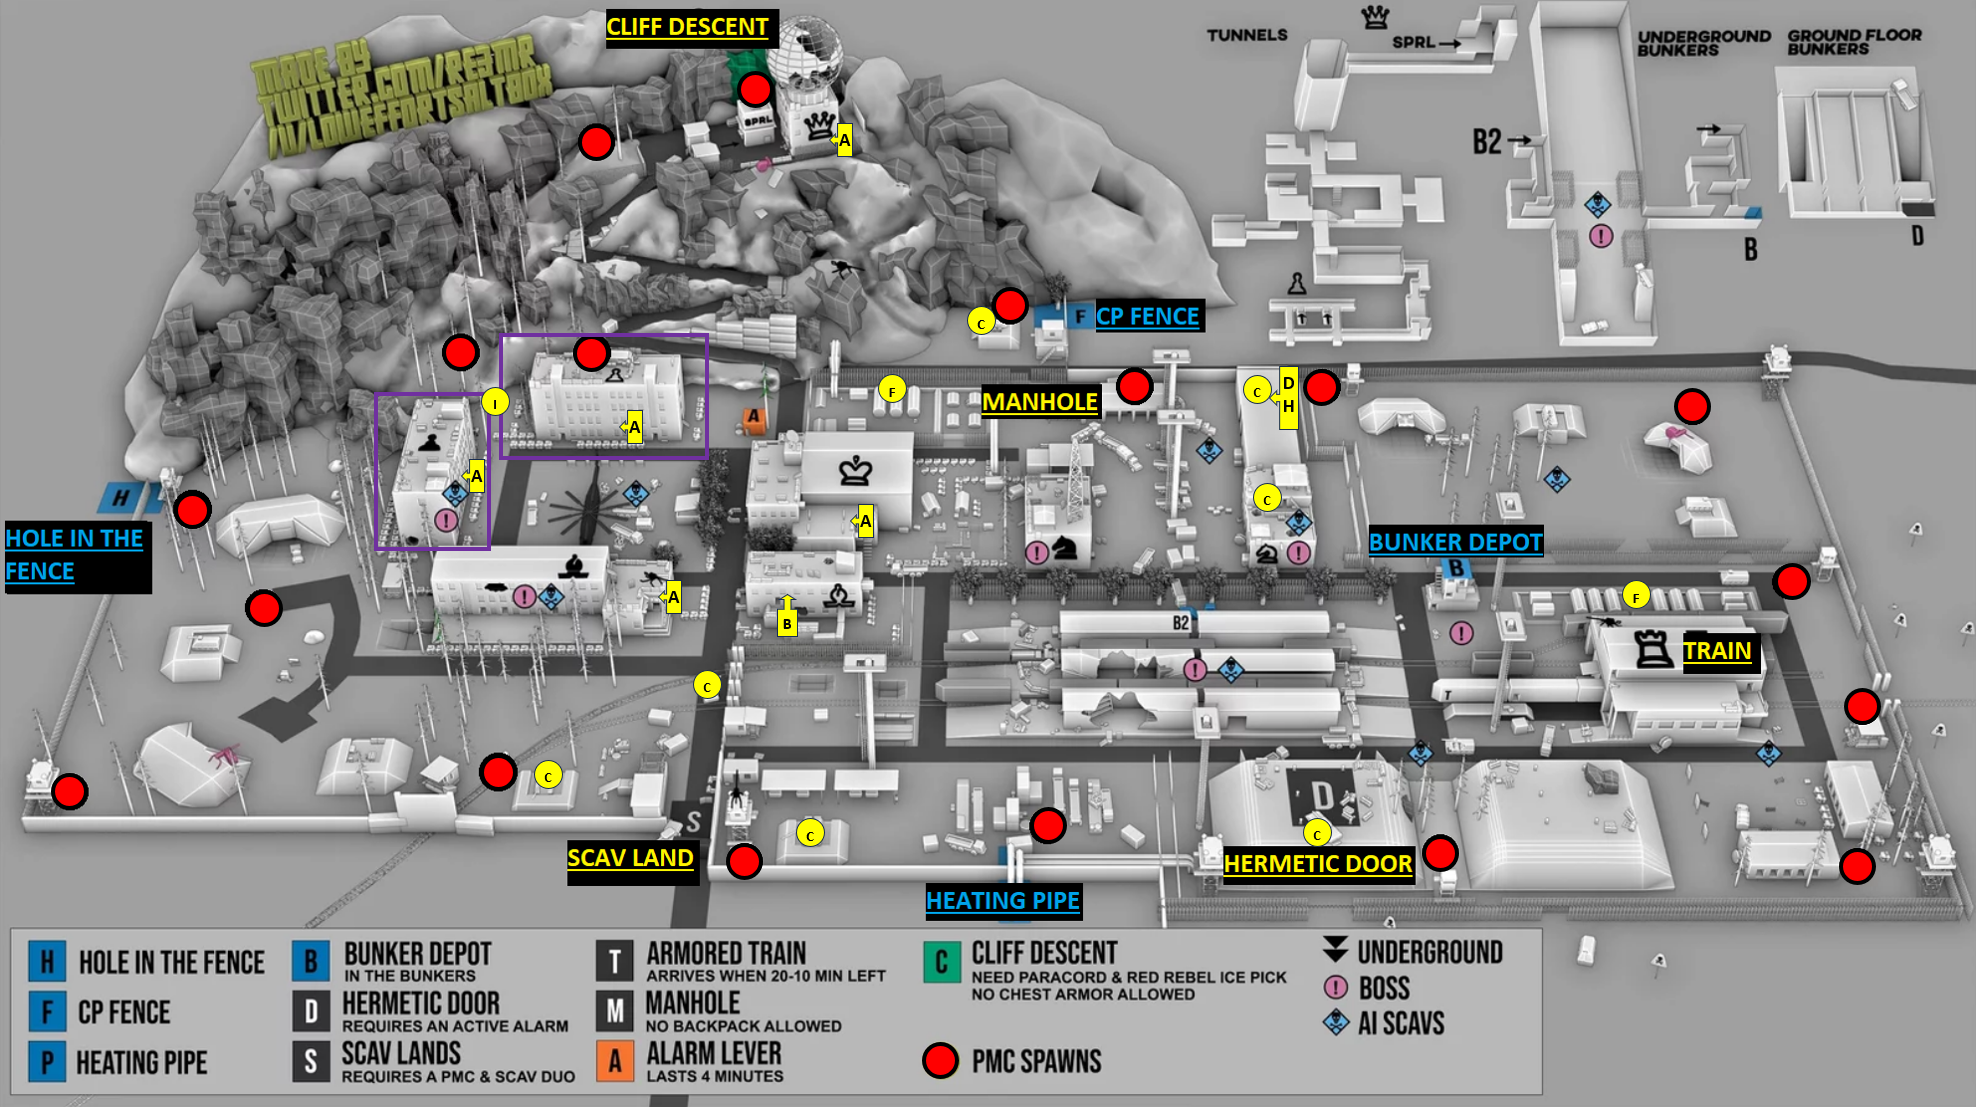 CLIFF DESCENT
MADE BY
TWITTER.COM/RE3MR
/U/LOWEFFORTSALTBOX
TUNNELS
SPRL
UNDERGROUND
BUNKERS
GROUND FLOOR
BUNKERS
SPRL
A
B2
B
D
C
F
CP FENCE
I
F
MANHOLE
C
D
H
A
A
A
H
A
C
HOLE IN THE
FENCE
BUNKER DEPOT
B
A
B
F
B2
TRAIN
C
T
C
C
D
C
S
SCAV LAND
HERMETIC DOOR
HEATING PIPE
H HOLE IN THE FENCE
F CP FENCE
P HEATING PIPE
B BUNKER DEPOT
IN THE BUNKERS
D HERMETIC DOOR
REQUIRES AN ACTIVE ALARM
S SCAV LANDS
REQUIRES A PMC & SCAV DUO
T ARMORED TRAIN
ARRIVES WHEN 20-10 MIN LEFT
M MANHOLE
NO BACKPACK ALLOWED
A ALARM LEVER
LASTS 4 MINUTES
C CLIFF DESCENT
NEED PARACORD & RED REBEL ICE PICK
NO CHEST ARMOR ALLOWED
PMC SPAWNS
UNDERGROUND
! BOSS
AI SCAVS